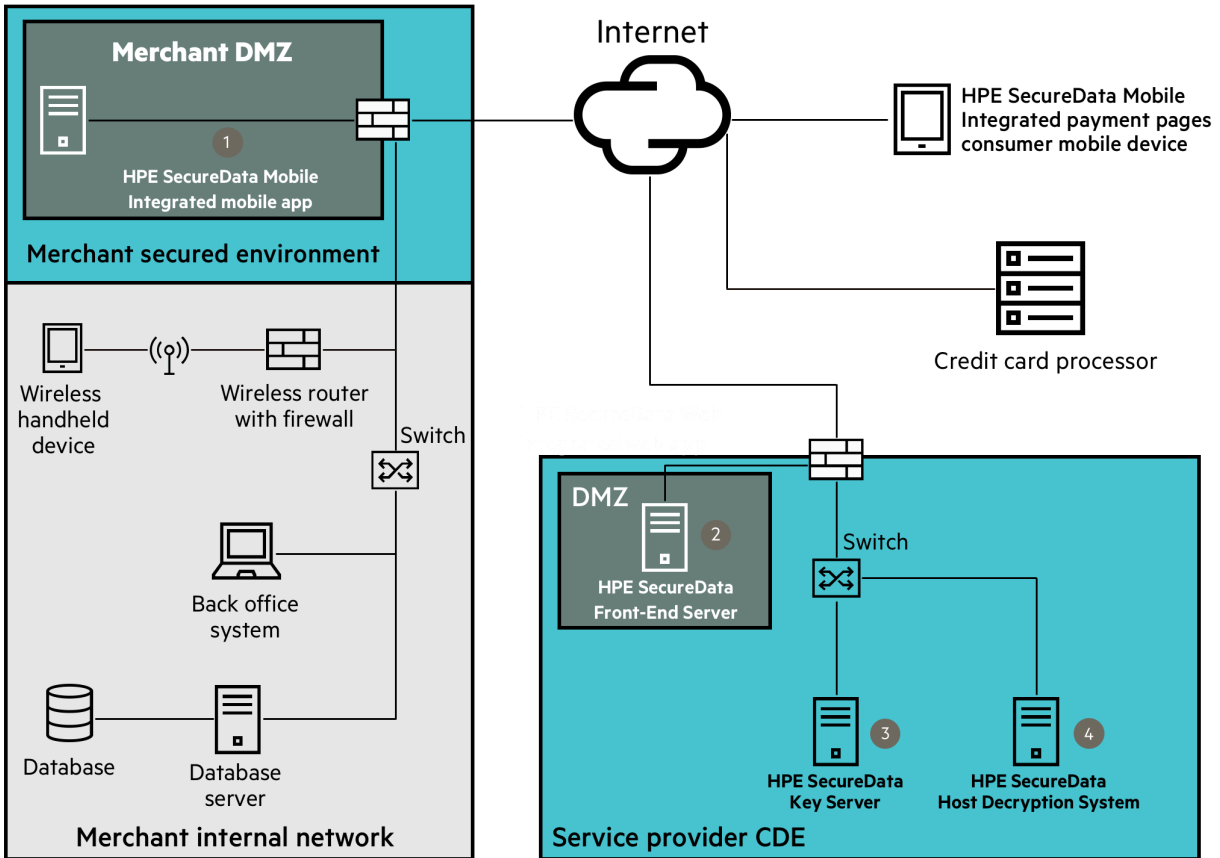 Merchant DMZ
1
HPE SecureData Mobile
Integrated mobile app
Merchant secured environment
Internet
HPE SecureData Mobile
Integrated payment pages
consumer mobile device
Credit card processor
Wireless
handheld
device
Wireless router
with firewall
Switch
Back office
system
Database
Database
server
Merchant internal network
DMZ
2
HPE SecureData
Front-End Server
Switch
3
HPE SecureData
Key Server
4
HPE SecureData
Host Decryption System
Service provider CDE